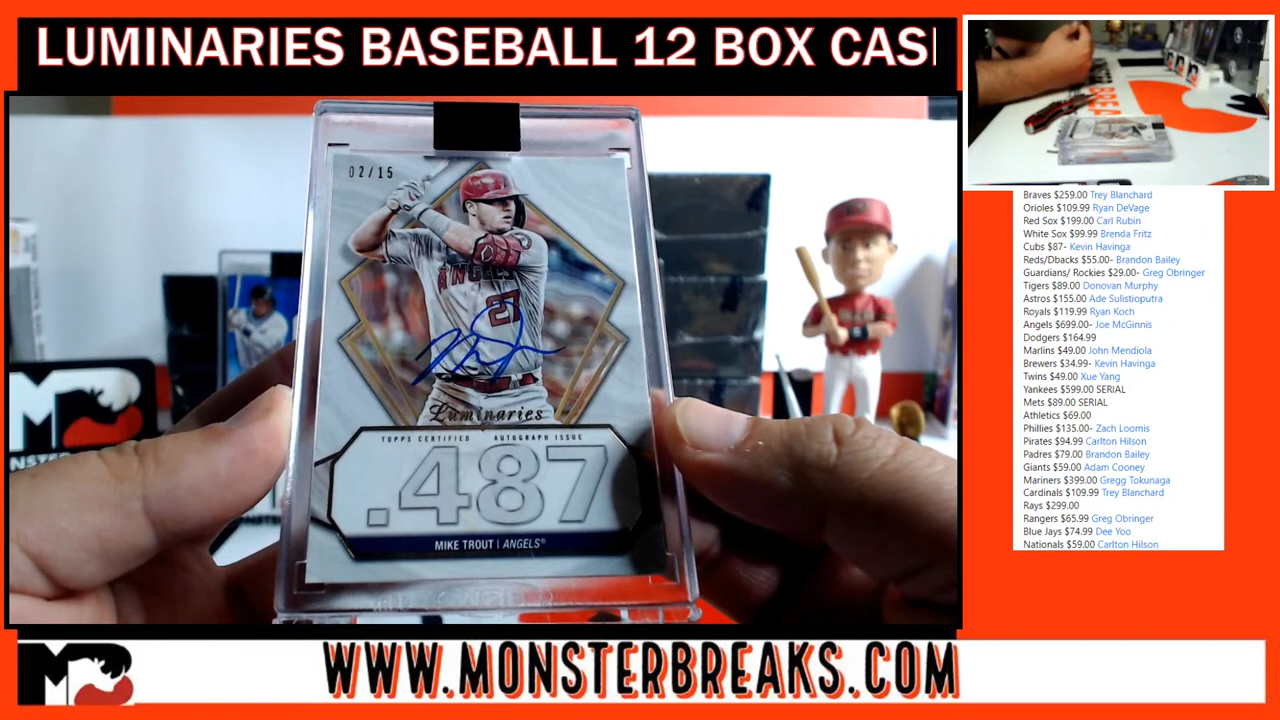 LUMINARIES BASEBALL 12 BOX CAS
02/15
ANGELS
27
Luminaries
TOPPS CERTIFIED AUTOGRAPH ISSUE
.487
MIKE TROUT | ANGELS®
Braves $259.00 Trey Blanchard
Orioles $109.99 Ryan DeVage
Red Sox $199.00 Carl Rubin
White Sox $99.99 Brenda Fritz
Cubs $87- Kevin Havinga
Reds/Dbacks $55.00- Brandon Bailey
Guardians/ Rockies $29.00- Greg Obringer
Tigers $89.00 Donovan Murphy
Astros $155.00 Ade Sulistioputra
Royals $119.99 Ryan Koch
Angels $699.00- Joe McGinnis
Dodgers $164.99
Marlins $49.00 John Mendiola
Brewers $34.99- Kevin Havinga
Twins $49.00 Xue Yang
Yankees $599.00 SERIAL
Mets $89.00 SERIAL
Athletics $69.00
Phillies $135.00- Zach Loomis
Pirates $94.99 Carlton Hilson
Padres $79.00 Brandon Bailey
Giants $59.00 Adam Cooney
Mariners $399.00 Gregg Tokunaga
Cardinals $109.99 Trey Blanchard
Rays $299.00
Rangers $65.99 Greg Obringer
Blue Jays $74.99 Dee Yoo
Nationals $59.00 Carlton Hilson
WWW.MONSTERBREAKS.COM